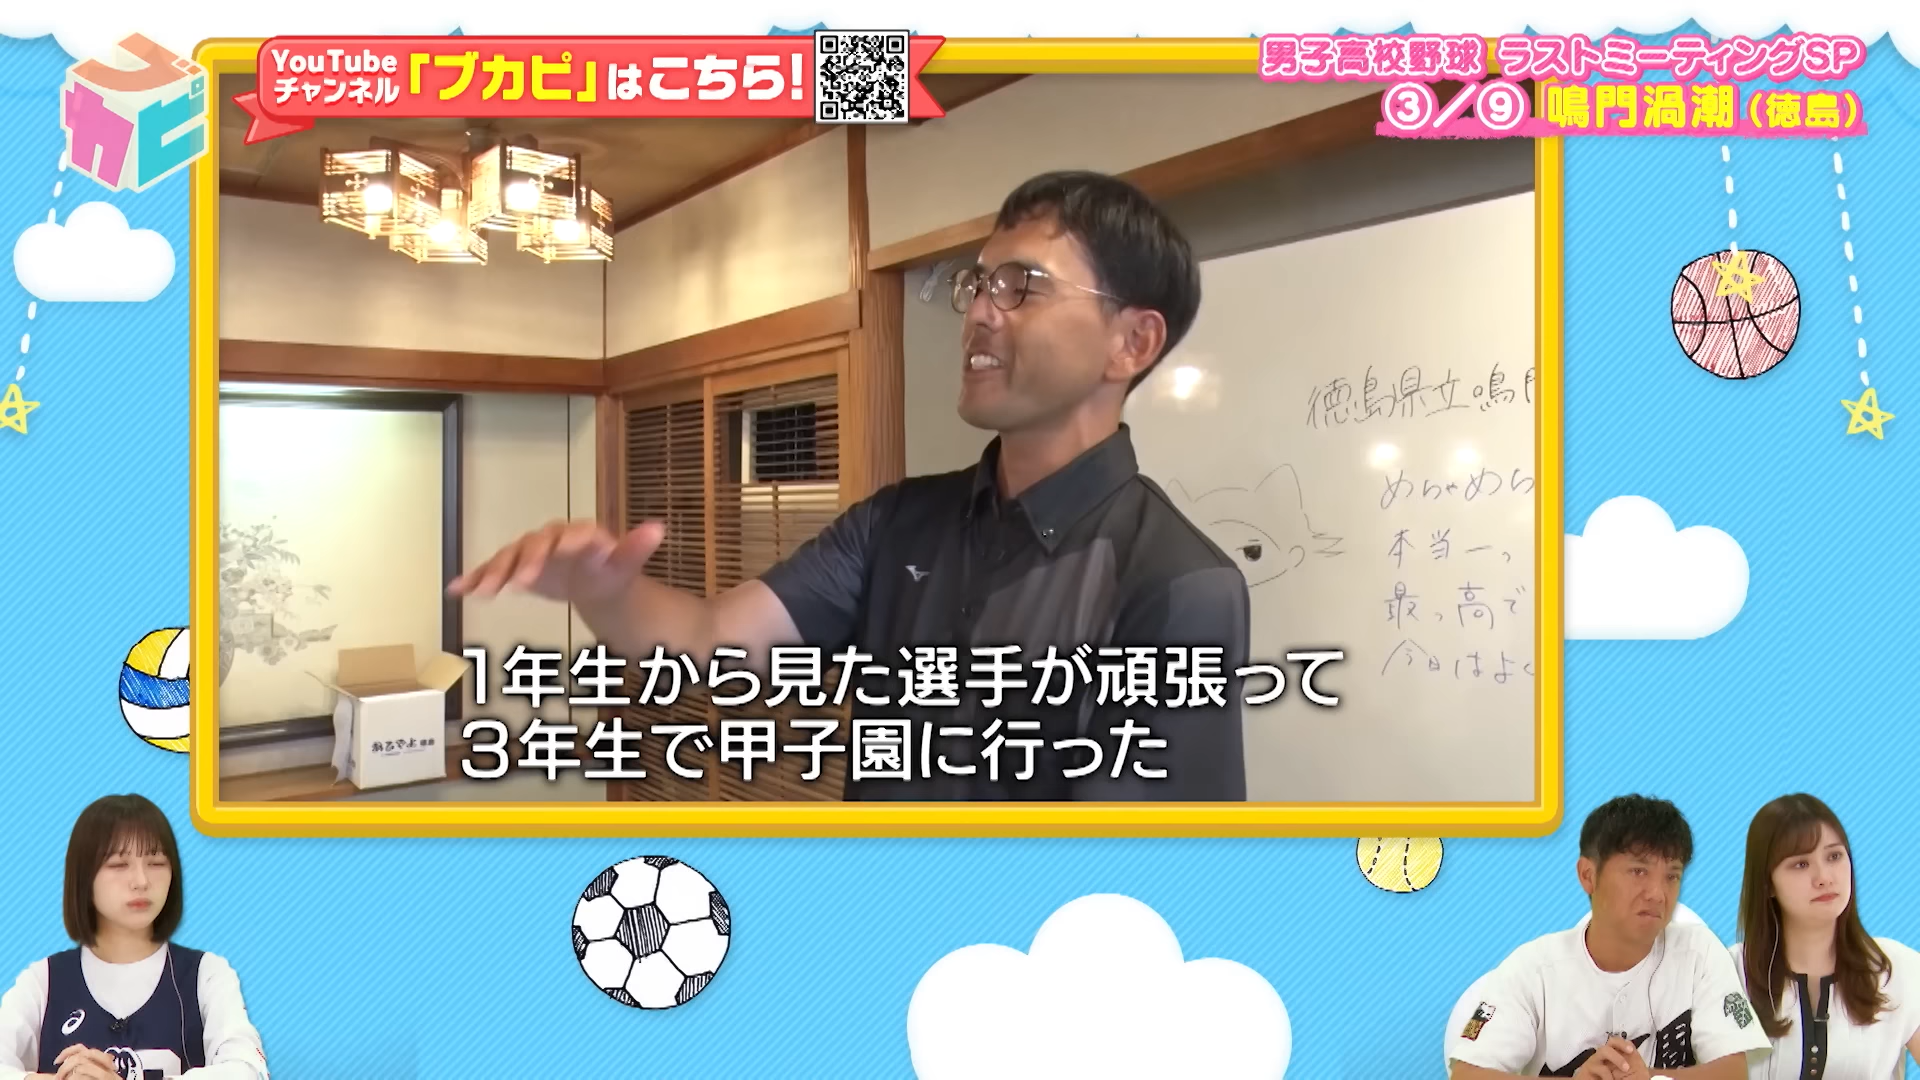 ブカピ
YouTube
チャンネル「ブカピ」はこちら!
男子高校野球 ラストミーティングSP
③/⑨ 鳴門渦潮(徳島)
徳島県立鳴門
めちゃめちゃ
本当一っ
最っ高で
今日はよく
1年生から見た選手が頑張って
3年生で甲子園に行った